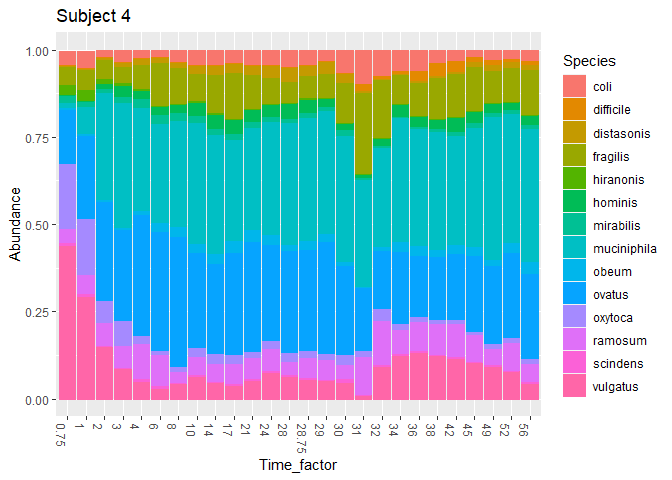 Subject 4
1.00
0.75
0.50
0.25
0.00
Abundance
0.75
1
2
3
4
6
8
10
14
17
21
24
28
28.75
29
30
31
32
34
36
38
42
45
49
52
56
Time_factor
Species
coli
difficile
distasonis
fragilis
hiranonis
hominis
mirabilis
muciniphila
obeum
ovatus
oxytoca
ramosum
scindens
vulgatus